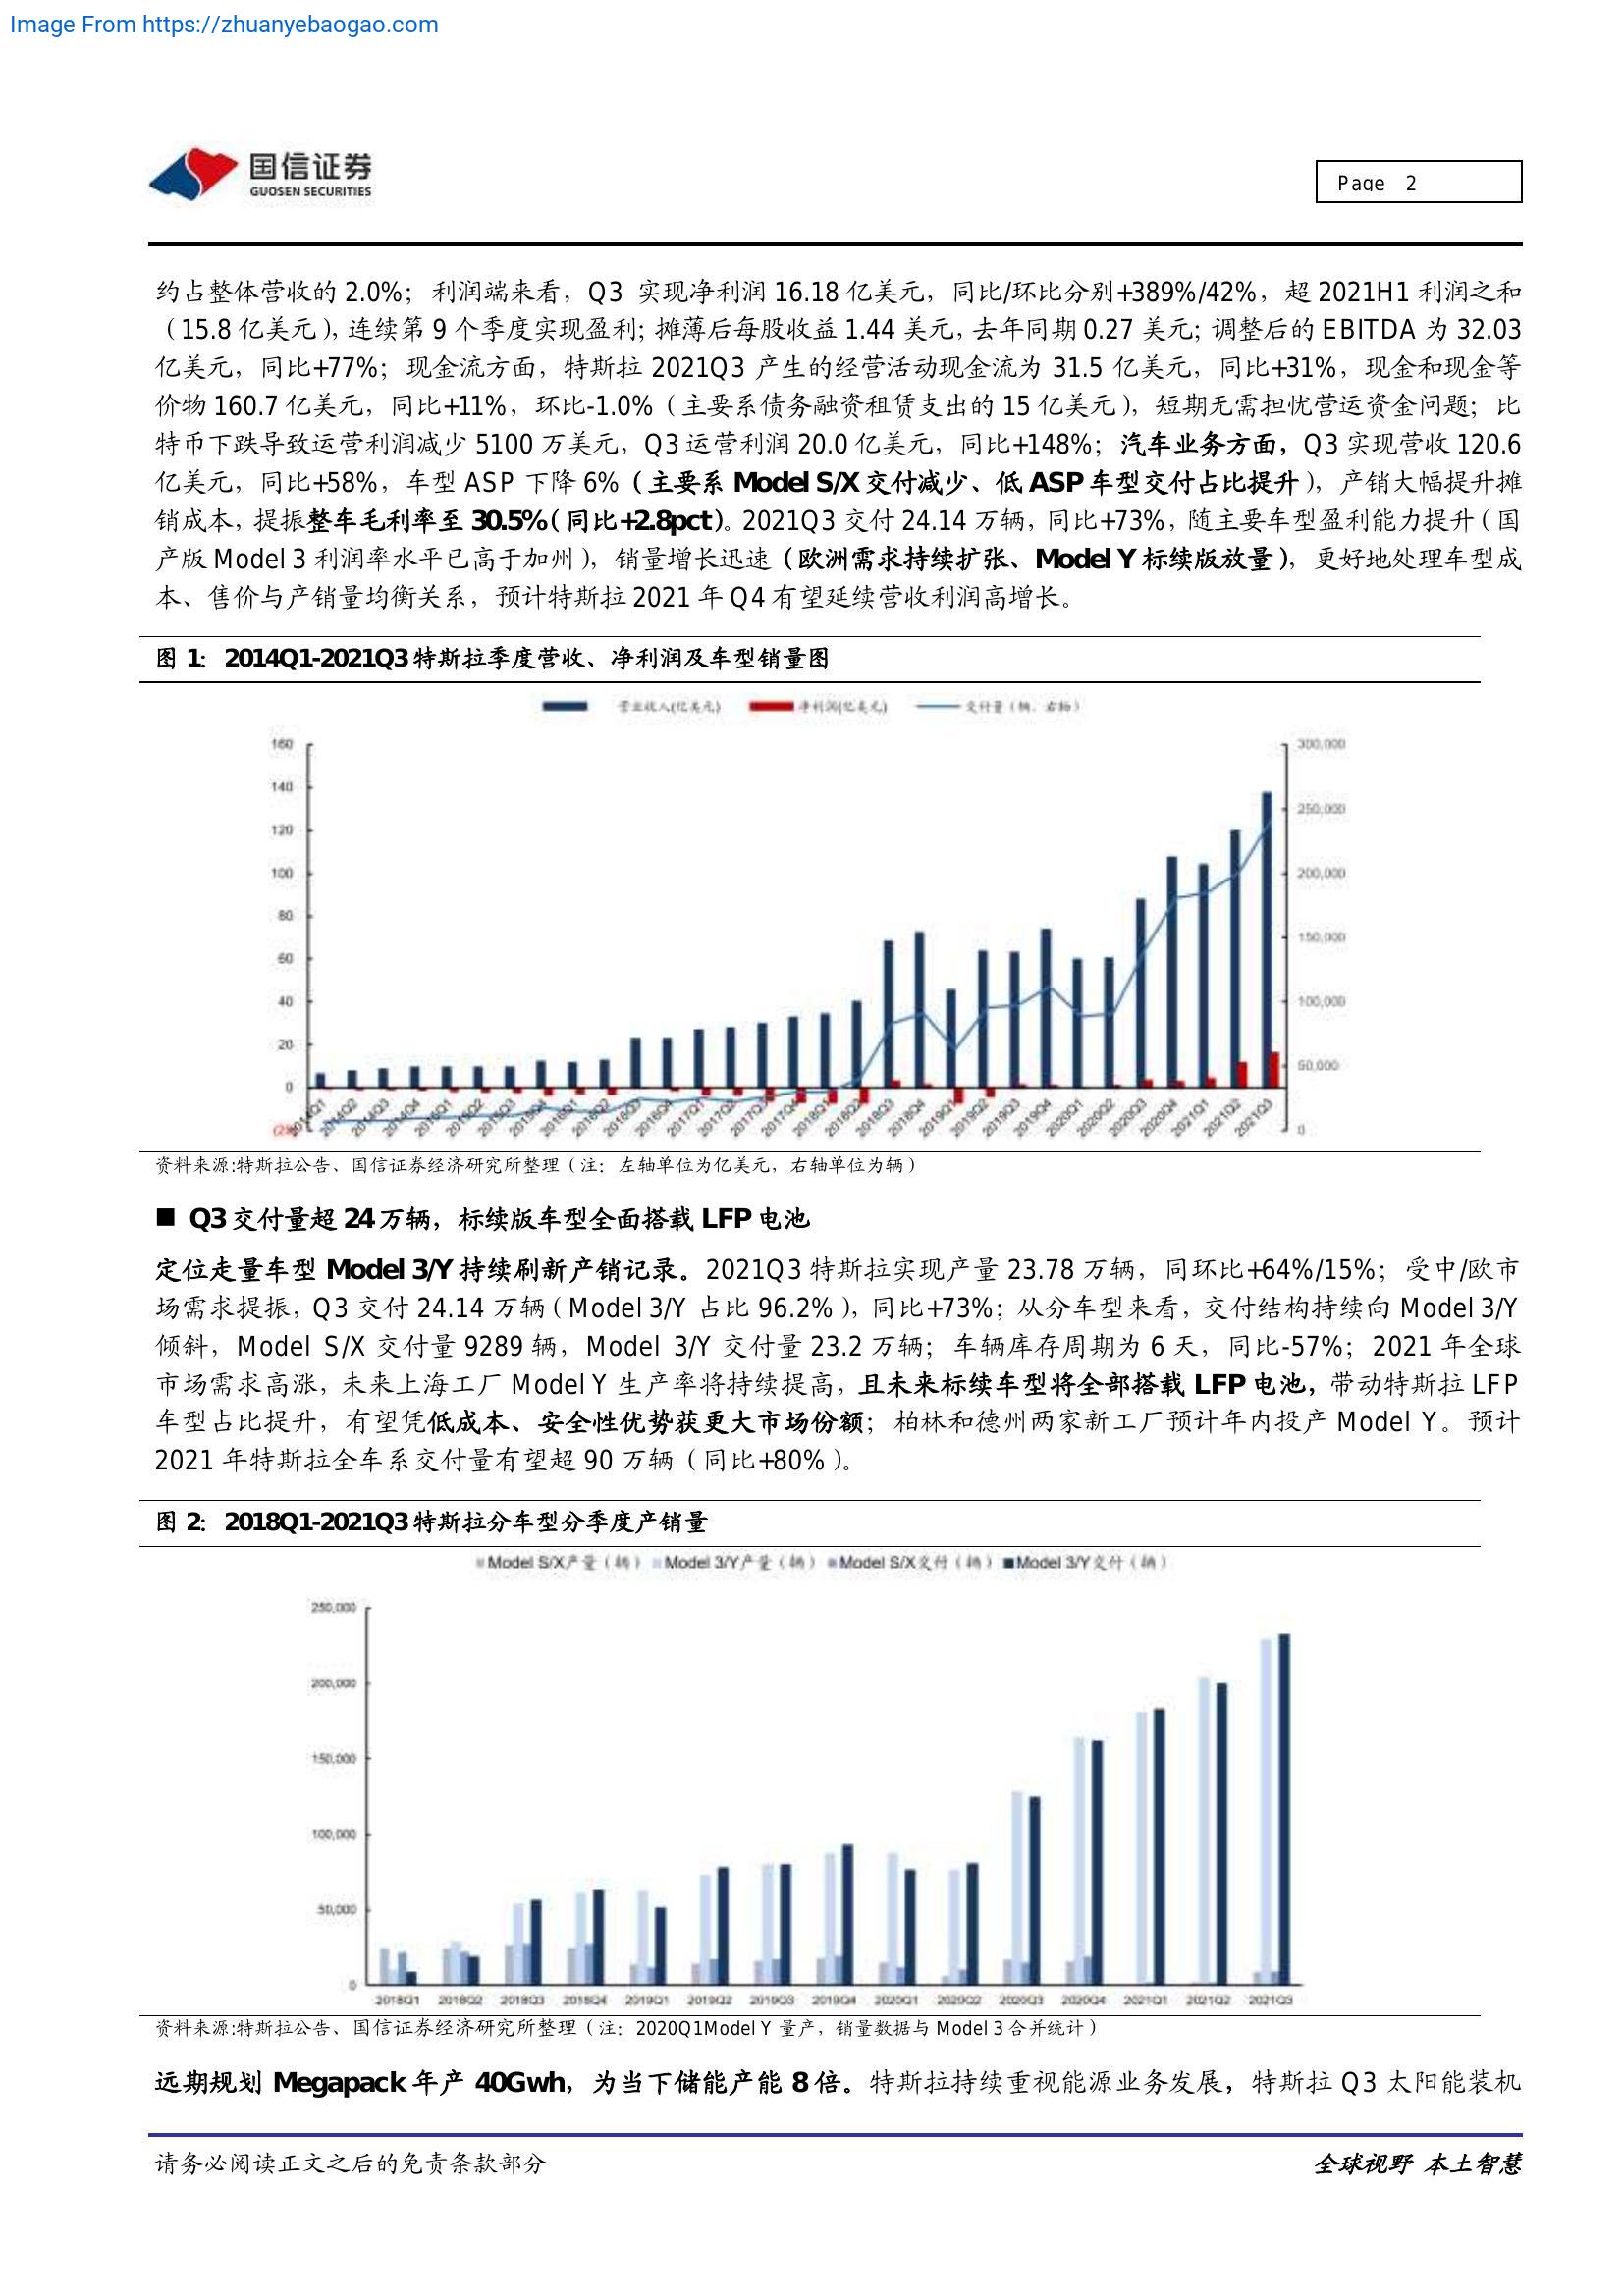 Image From https://zhuanyebaogao.com
国信证券
GUOSEN SECURITIES
Page 2
约占整体营收的 2.0%；利润端来看，Q3 实现净利润 16.18 亿美元，同比/环比分别+389%/42%，超 2021H1 利润之和
（15.8 亿美元），连续第 9 个季度实现盈利；摊薄后每股收益 1.44 美元，去年同期 0.27 美元；调整后的 EBITDA 为 32.03
亿美元，同比+77%；现金流方面，特斯拉 2021Q3 产生的经营活动现金流为 31.5 亿美元，同比+31%，现金和现金等
价物 160.7 亿美元，同比+11%，环比-1.0%（主要系债务融资租赁支出的 15 亿美元），短期无需担忧营运资金问题；比
特币下跌导致运营利润减少 5100 万美元，Q3 运营利润 20.0 亿美元，同比+148%；汽车业务方面，Q3 实现营收 120.6
亿美元，同比+58%，车型 ASP 下降 6%（主要系 Model S/X 交付减少、低 ASP 车型交付占比提升），产销大幅提升摊
销成本，提振整车毛利率至 30.5%（同比+2.8pct）。2021Q3 交付 24.14 万辆，同比+73%，随主要车型盈利能力提升（国
产版 Model 3 利润率水平已高于加州），销量增长迅速（欧洲需求持续扩张、Model Y 标续版放量），更好地处理车型成
本、售价与产销量均衡关系，预计特斯拉 2021 年 Q4 有望延续营收利润高增长。
图 1：2014Q1-2021Q3 特斯拉季度营收、净利润及车型销量图
营业收入(亿美元) 净利润(亿美元) 交付量（辆，右轴）
160 300,000
140
250,000
120
100 200,000
80
150,000
60
40 100,000
20
50,000
0
0
2014Q1 2014Q2 2014Q3 2014Q4 2015Q1 2015Q2 2015Q3 2015Q4 2016Q1 2016Q2 2016Q3 2016Q4 2017Q1 2017Q2 2017Q3 2017Q4 2018Q1 2018Q2 2018Q3 2018Q4 2019Q1 2019Q2 2019Q3 2019Q4 2020Q1 2020Q2 2020Q3 2020Q4 2021Q1 2021Q2 2021Q3
资料来源:特斯拉公告、国信证券经济研究所整理（注：左轴单位为亿美元，右轴单位为辆）
■ Q3 交付量超 24 万辆，标续版车型全面搭载 LFP 电池
定位走量车型 Model 3/Y 持续刷新产销记录。2021Q3 特斯拉实现产量 23.78 万辆，同环比+64%/15%；受中/欧市
场需求提振，Q3 交付 24.14 万辆（Model 3/Y 占比 96.2%），同比+73%；从分车型来看，交付结构持续向 Model 3/Y
倾斜，Model S/X 交付量 9289 辆，Model 3/Y 交付量 23.2 万辆；车辆库存周期为 6 天，同比-57%；2021 年全球
市场需求高涨，未来上海工厂 Model Y 生产率将持续提高，且未来标续车型将全部搭载 LFP 电池，带动特斯拉 LFP
车型占比提升，有望凭低成本、安全性优势获更大市场份额；柏林和德州两家新工厂预计年内投产 Model Y。预计
2021 年特斯拉全车系交付量有望超 90 万辆（同比+80%）。
图 2：2018Q1-2021Q3 特斯拉分车型分季度产销量
Model S/X产量（辆） Model 3/Y产量（辆） Model S/X交付（辆） Model 3/Y交付（辆）
250,000
200,000
150,000
100,000
50,000
0
2018Q1 2018Q2 2018Q3 2018Q4 2019Q1 2019Q2 2019Q3 2019Q4 2020Q1 2020Q2 2020Q3 2020Q4 2021Q1 2021Q2 2021Q3
资料来源:特斯拉公告、国信证券经济研究所整理（注：2020Q1Model Y 量产，销量数据与 Model 3 合并统计）
远期规划 Megapack 年产 40Gwh，为当下储能产能 8 倍。特斯拉持续重视能源业务发展，特斯拉 Q3 太阳能装机
请务必阅读正文之后的免责条款部分
全球视野 本土智慧